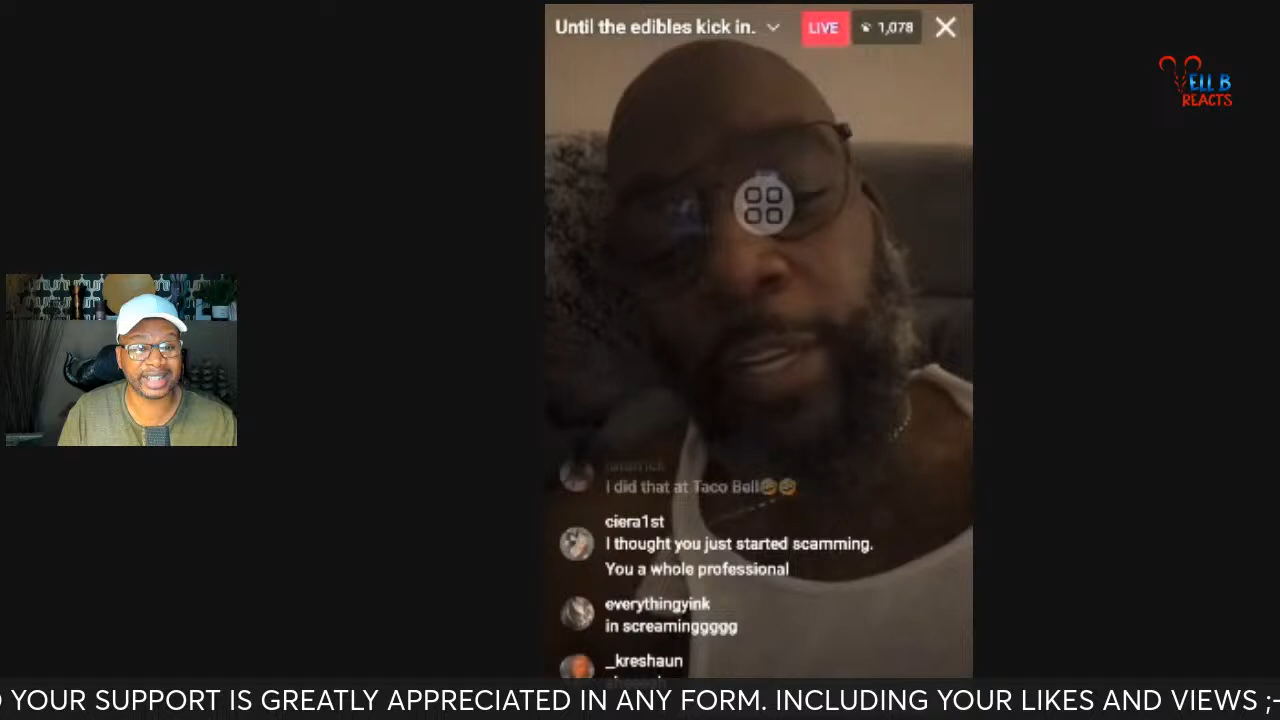 Until the edibles kick in.
LIVE
1,078
ELL B
REACTS
I did that at Taco Bell🤣🤣
ciera1st
I thought you just started scamming.
You a whole professional
everythingyink
in screaminggggg
_kreshaun
YOUR SUPPORT IS GREATLY APPRECIATED IN ANY FORM. INCLUDING YOUR LIKES AND VIEWS ;-